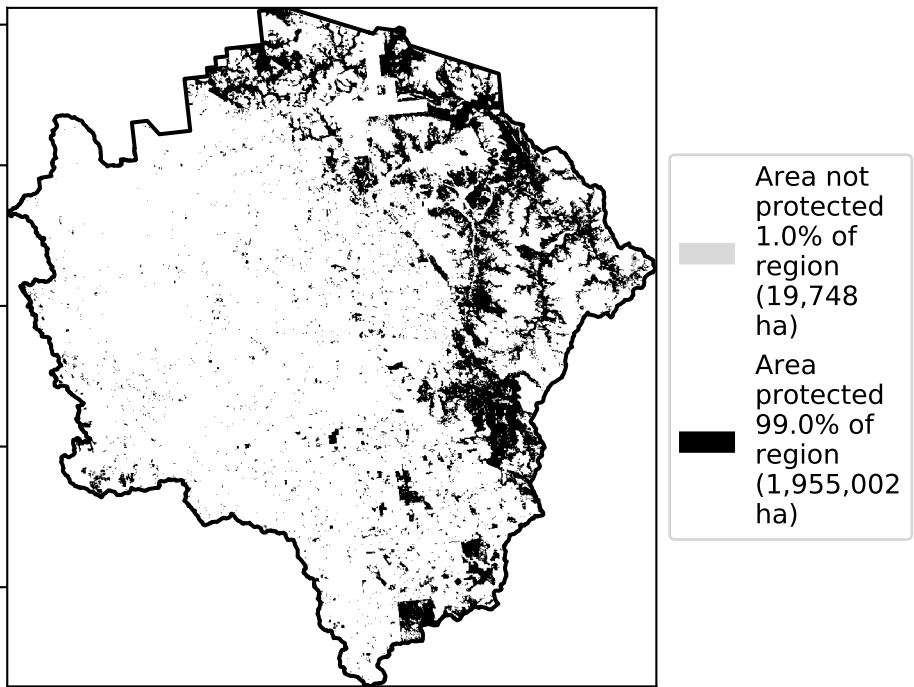 Area not
protected
1.0% of
region
(19,748
ha)
Area
protected
99.0% of
region
(1,955,002
ha)